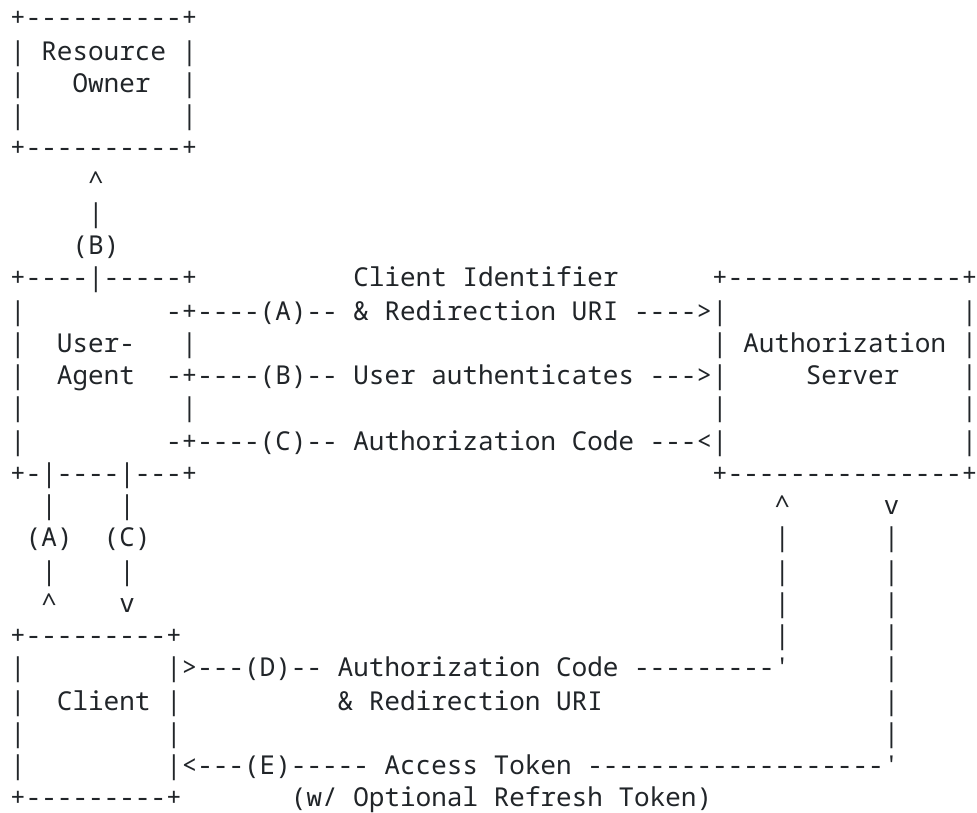 +----------+
| Resource |
|   Owner  |
|          |
+----------+
     ^
     |
    (B)
+----|-----+          Client Identifier      +---------------+
|         -+----(A)-- & Redirection URI ---->|               |
|  User-   |                                 | Authorization |
|  Agent  -+----(B)-- User authenticates --->|     Server    |
|          |                                 |               |
|         -+----(C)-- Authorization Code ---<|               |
+-|----|---+                                 +---------------+
  |    |                                         ^      v
 (A)  (C)                                        |      |
  |    |                                         |      |
  ^    v                                         |      |
+---------+                                      |      |
|         |>---(D)-- Authorization Code ---------'      |
|  Client |          & Redirection URI                  |
|         |                                             |
|         |<---(E)----- Access Token -------------------'
+---------+       (w/ Optional Refresh Token)